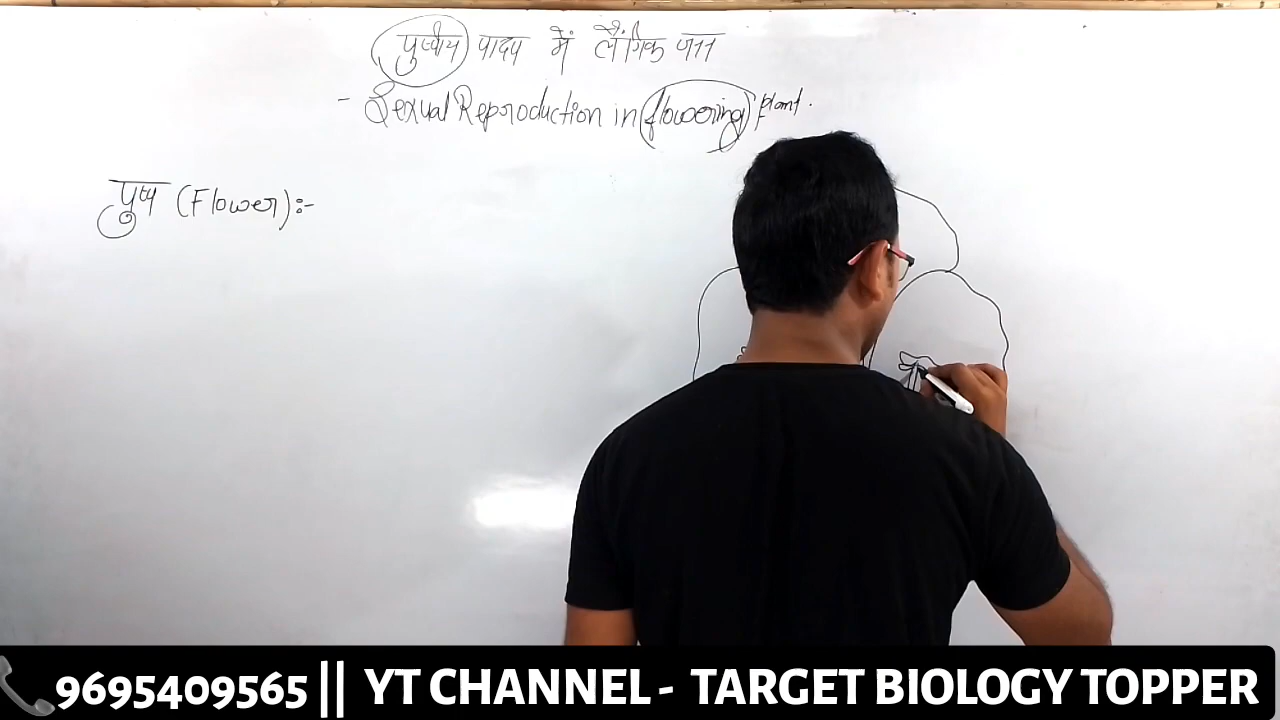 पुष्पीय पादप में लैंगिक जनन
- Sexual Reproduction in flowering plant.
पुष्प (Flower):-
9695409565 || YT CHANNEL - TARGET BIOLOGY TOPPER